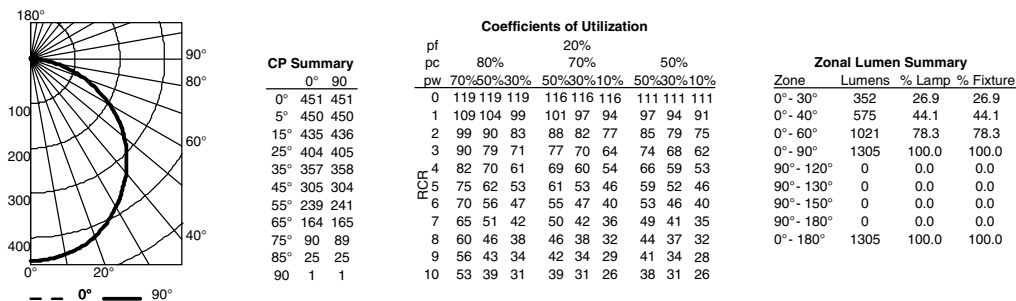 180°
90°
80°
60°
40°
100
200
300
400
0° 20°
0° 90°
CP Summary
0° 90
0° 451 451
5° 450 450
15° 435 436
25° 404 405
35° 357 358
45° 305 304
55° 239 241
65° 164 165
75° 90 89
85° 25 25
90 1 1
Coefficients of Utilization
pf 20%
pc 80% 70% 50%
pw 70%50%30% 50%30%10% 50%30%10%
RCR
0 119 119 119 116 116 116 111 111 111
1 109 104 99 101 97 94 97 94 91
2 99 90 83 88 82 77 85 79 75
3 90 79 71 77 70 64 74 68 62
4 82 70 61 69 60 54 66 59 53
5 75 62 53 61 53 46 59 52 46
6 70 56 47 55 47 40 53 46 40
7 65 51 42 50 42 36 49 41 35
8 60 46 38 46 38 32 44 37 32
9 56 43 34 42 34 29 41 34 28
10 53 39 31 39 31 26 38 31 26
Zonal Lumen Summary
Zone Lumens % Lamp % Fixture
0°- 30° 352 26.9 26.9
0°- 40° 575 44.1 44.1
0°- 60° 1021 78.3 78.3
0°- 90° 1305 100.0 100.0
90°- 120° 0 0.0 0.0
90°- 130° 0 0.0 0.0
90°- 150° 0 0.0 0.0
90°- 180° 0 0.0 0.0
0°- 180° 1305 100.0 100.0